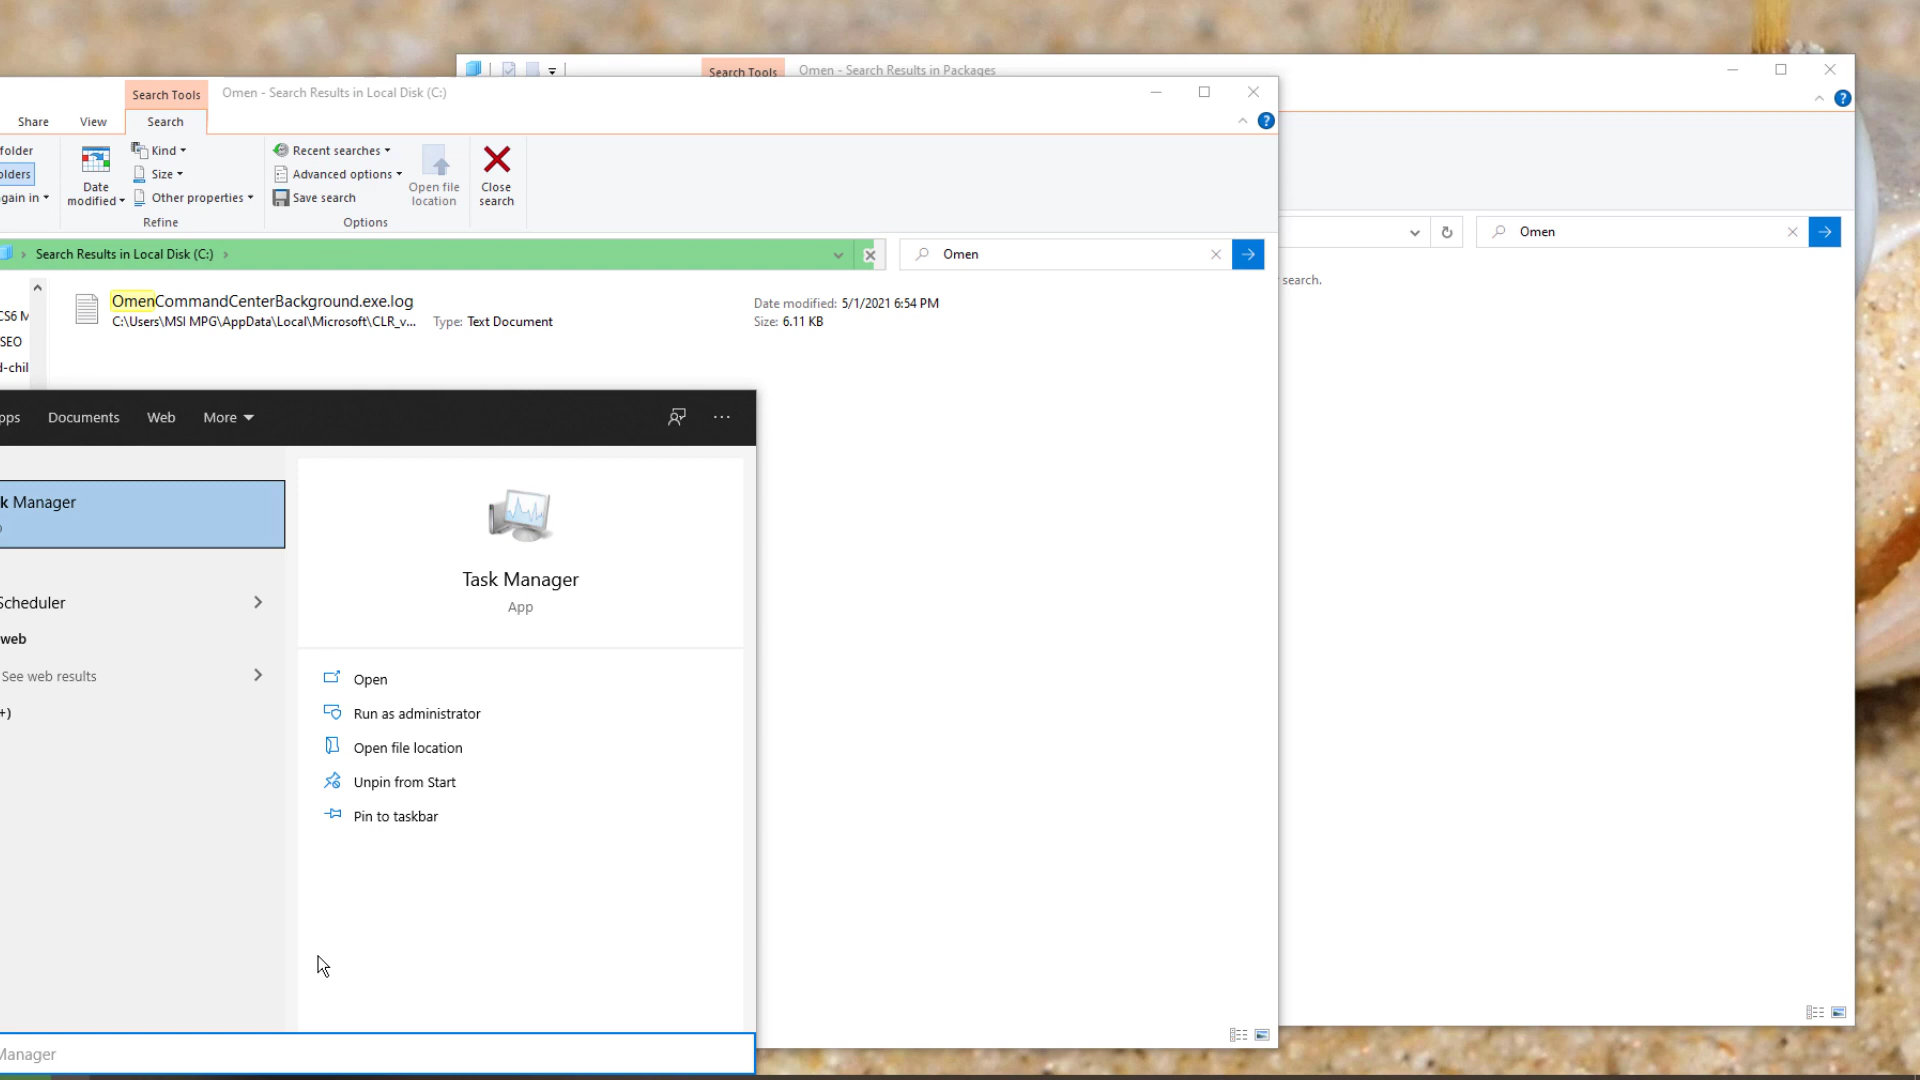 Search Tools
Omen - Search Results in Packages
Search Tools
Omen - Search Results in Local Disk (C:)
Share
View
Search
folder
Kind
Recent searches
olders
Size
Advanced options
gain in
Date modified
Other properties
Save search
Open file location
Close search
Refine
Options
Omen
Search Results in Local Disk (C:)
Omen
search.
OmenCommandCenterBackground.exe.log
C:\Users\MSI MPG\AppData\Local\Microsoft\CLR_v...
Type: Text Document
Date modified: 5/1/2021 6:54 PM
Size: 6.11 KB
CS6 M
SEO
d-chil
pps
Documents
Web
More
k Manager
Scheduler
web
See web results
+)
Task Manager
App
Open
Run as administrator
Open file location
Unpin from Start
Pin to taskbar
Manager